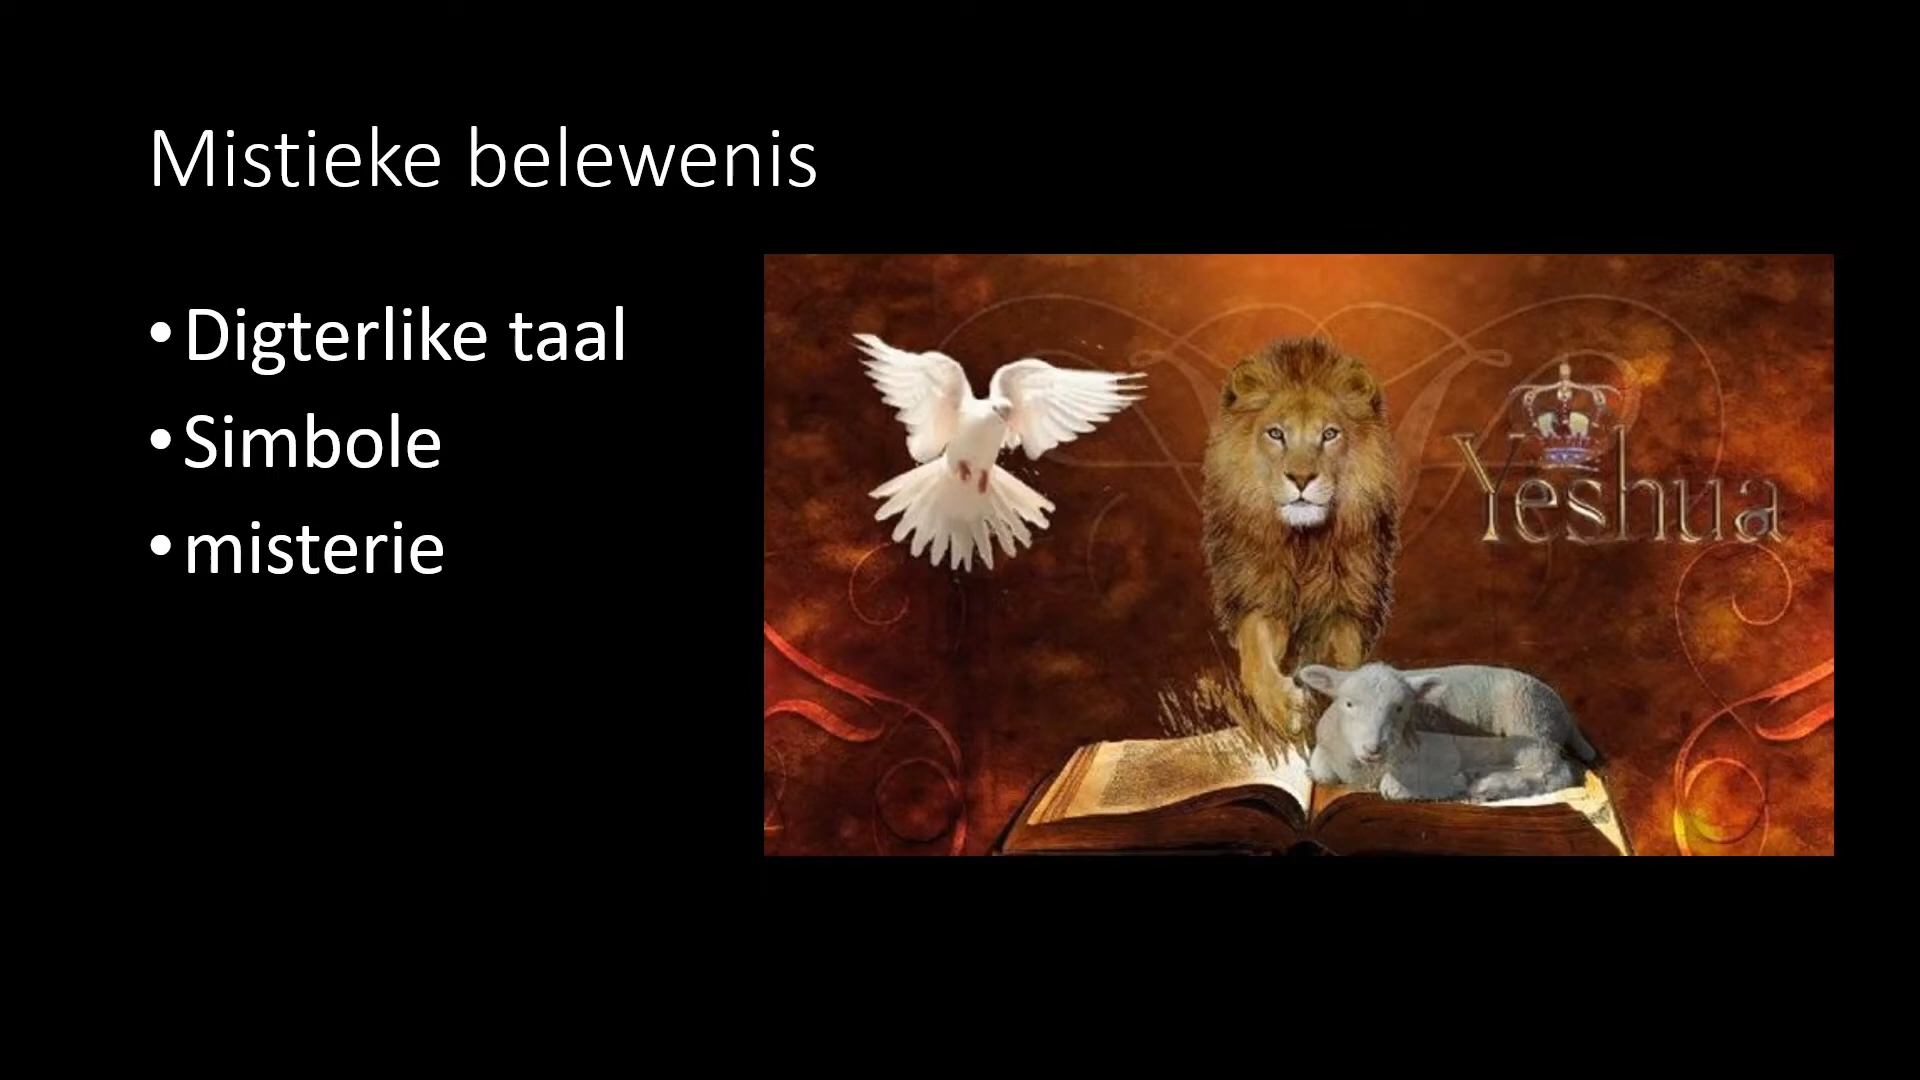 Mistieke belewenis
• Digterlike taal
• Simbole
• misterie
Yeshua